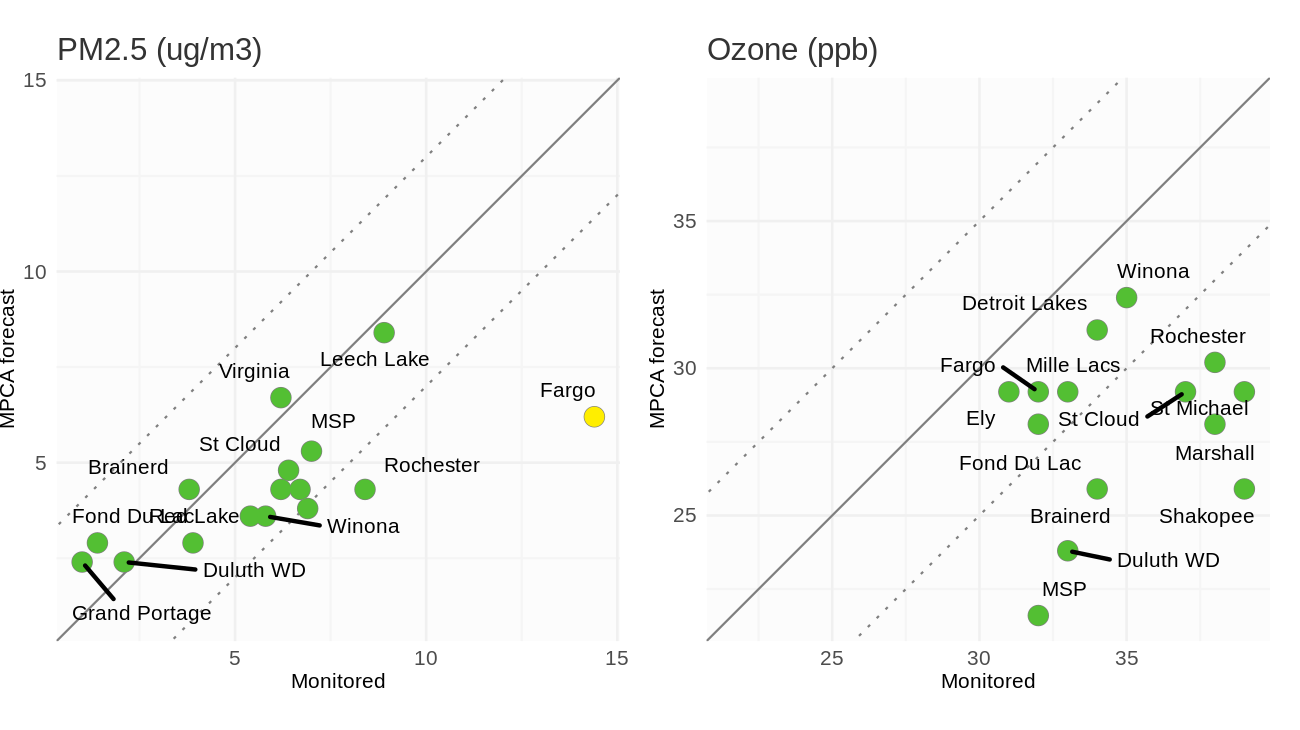 PM2.5 (ug/m3)
15
10
5
MPCA forecast
Leech Lake
Virginia
Fargo
MSP
St Cloud
Rochester
Brainerd
Fond Du Lac
Red Lake
Winona
Duluth WD
Grand Portage
5
10
15
Monitored
Ozone (ppb)
35
30
25
MPCA forecast
Winona
Detroit Lakes
Rochester
Fargo
Mille Lacs
St Michael
Ely
St Cloud
Marshall
Fond Du Lac
Brainerd
Shakopee
Duluth WD
MSP
25
30
35
Monitored